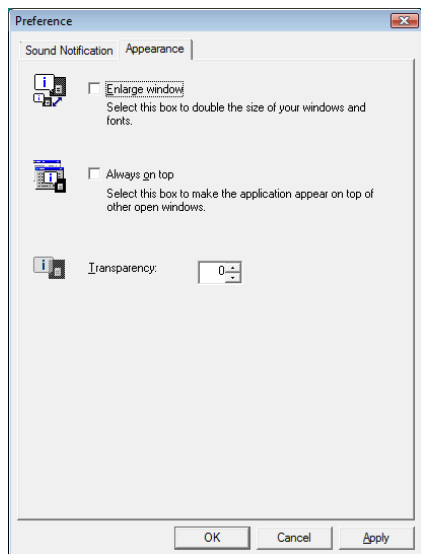 Preference
Sound Notification Appearance
Enlarge window
Select this box to double the size of your windows and
fonts.
Always on top
Select this box to make the application appear on top of
other open windows.
Transparency: 0
OK Cancel Apply